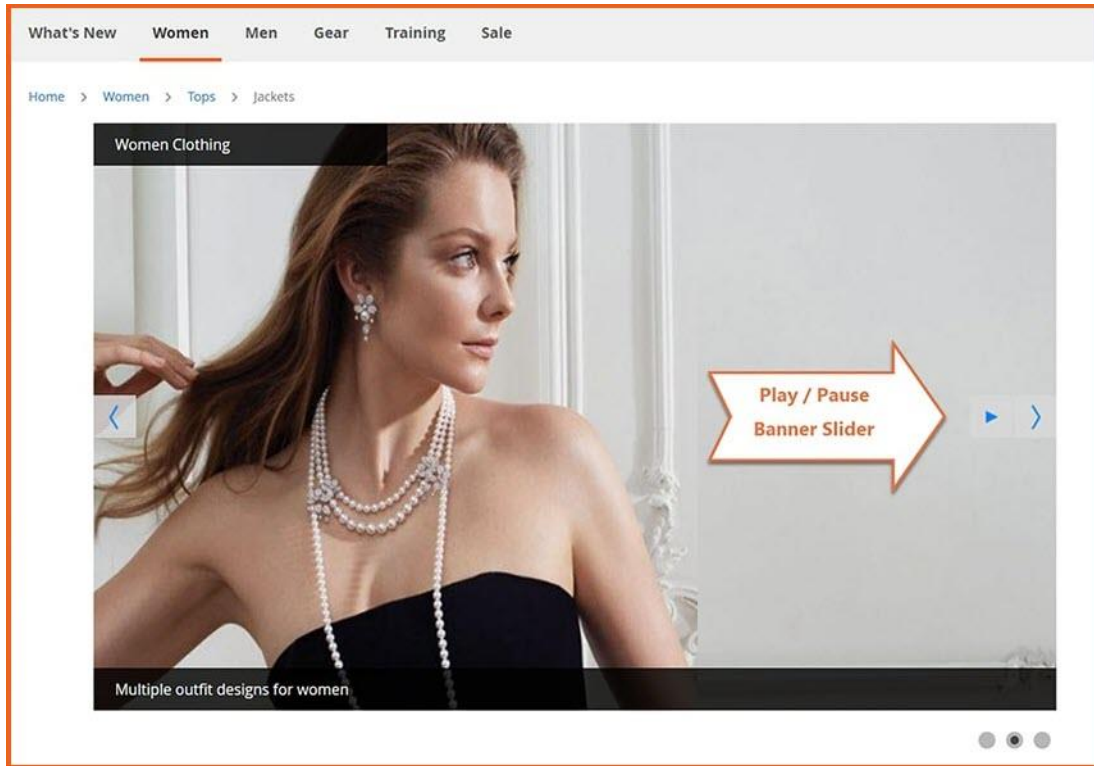 What's New Women Men Gear Training Sale
Home > Women > Tops > Jackets
Women Clothing
Play / Pause
Banner Slider
Multiple outfit designs for women